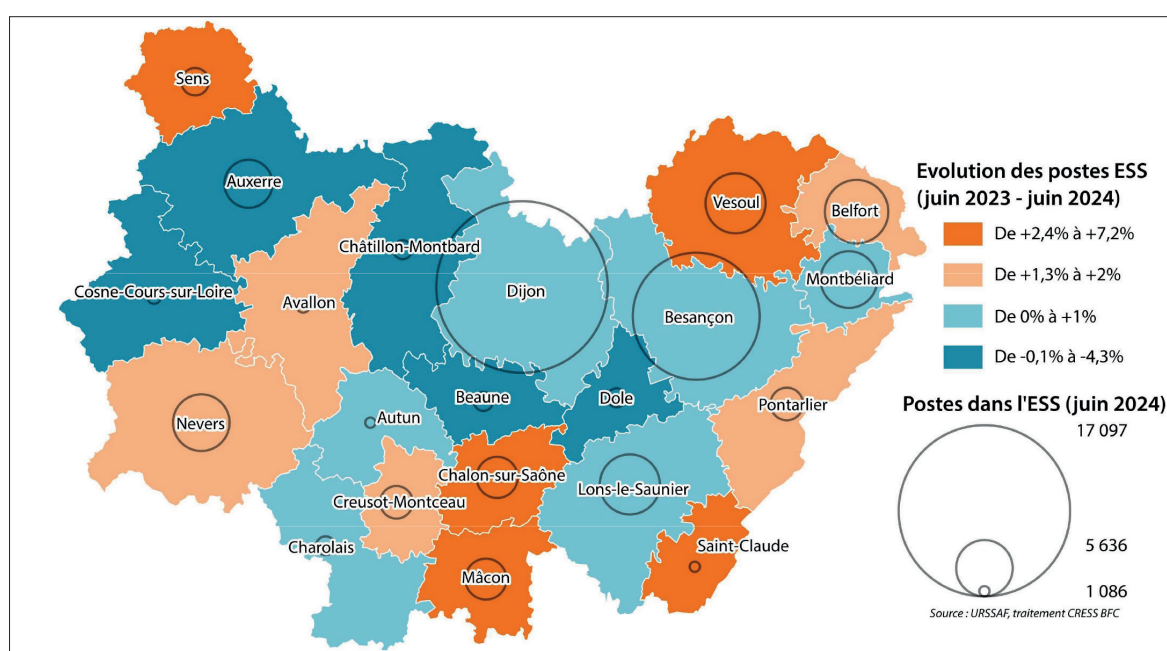 Sens
Auxerre
Vesoul
Belfort
Châtillon-Montbard
Montbéliard
Cosne-Cours-sur-Loire
Avallon
Dijon
Besançon
Nevers
Autun
Beaune
Dole
Pontarlier
Chalon-sur-Saône
Creusot-Montceau
Lons-le-Saunier
Charolais
Saint-Claude
Mâcon
Evolution des postes ESS
(juin 2023 - juin 2024)
De +2,4% à +7,2%
De +1,3% à +2%
De 0% à +1%
De -0,1% à -4,3%
Postes dans l'ESS (juin 2024)
17 097
5 636
1 086
Source : URSSAF, traitement CRESS BFC